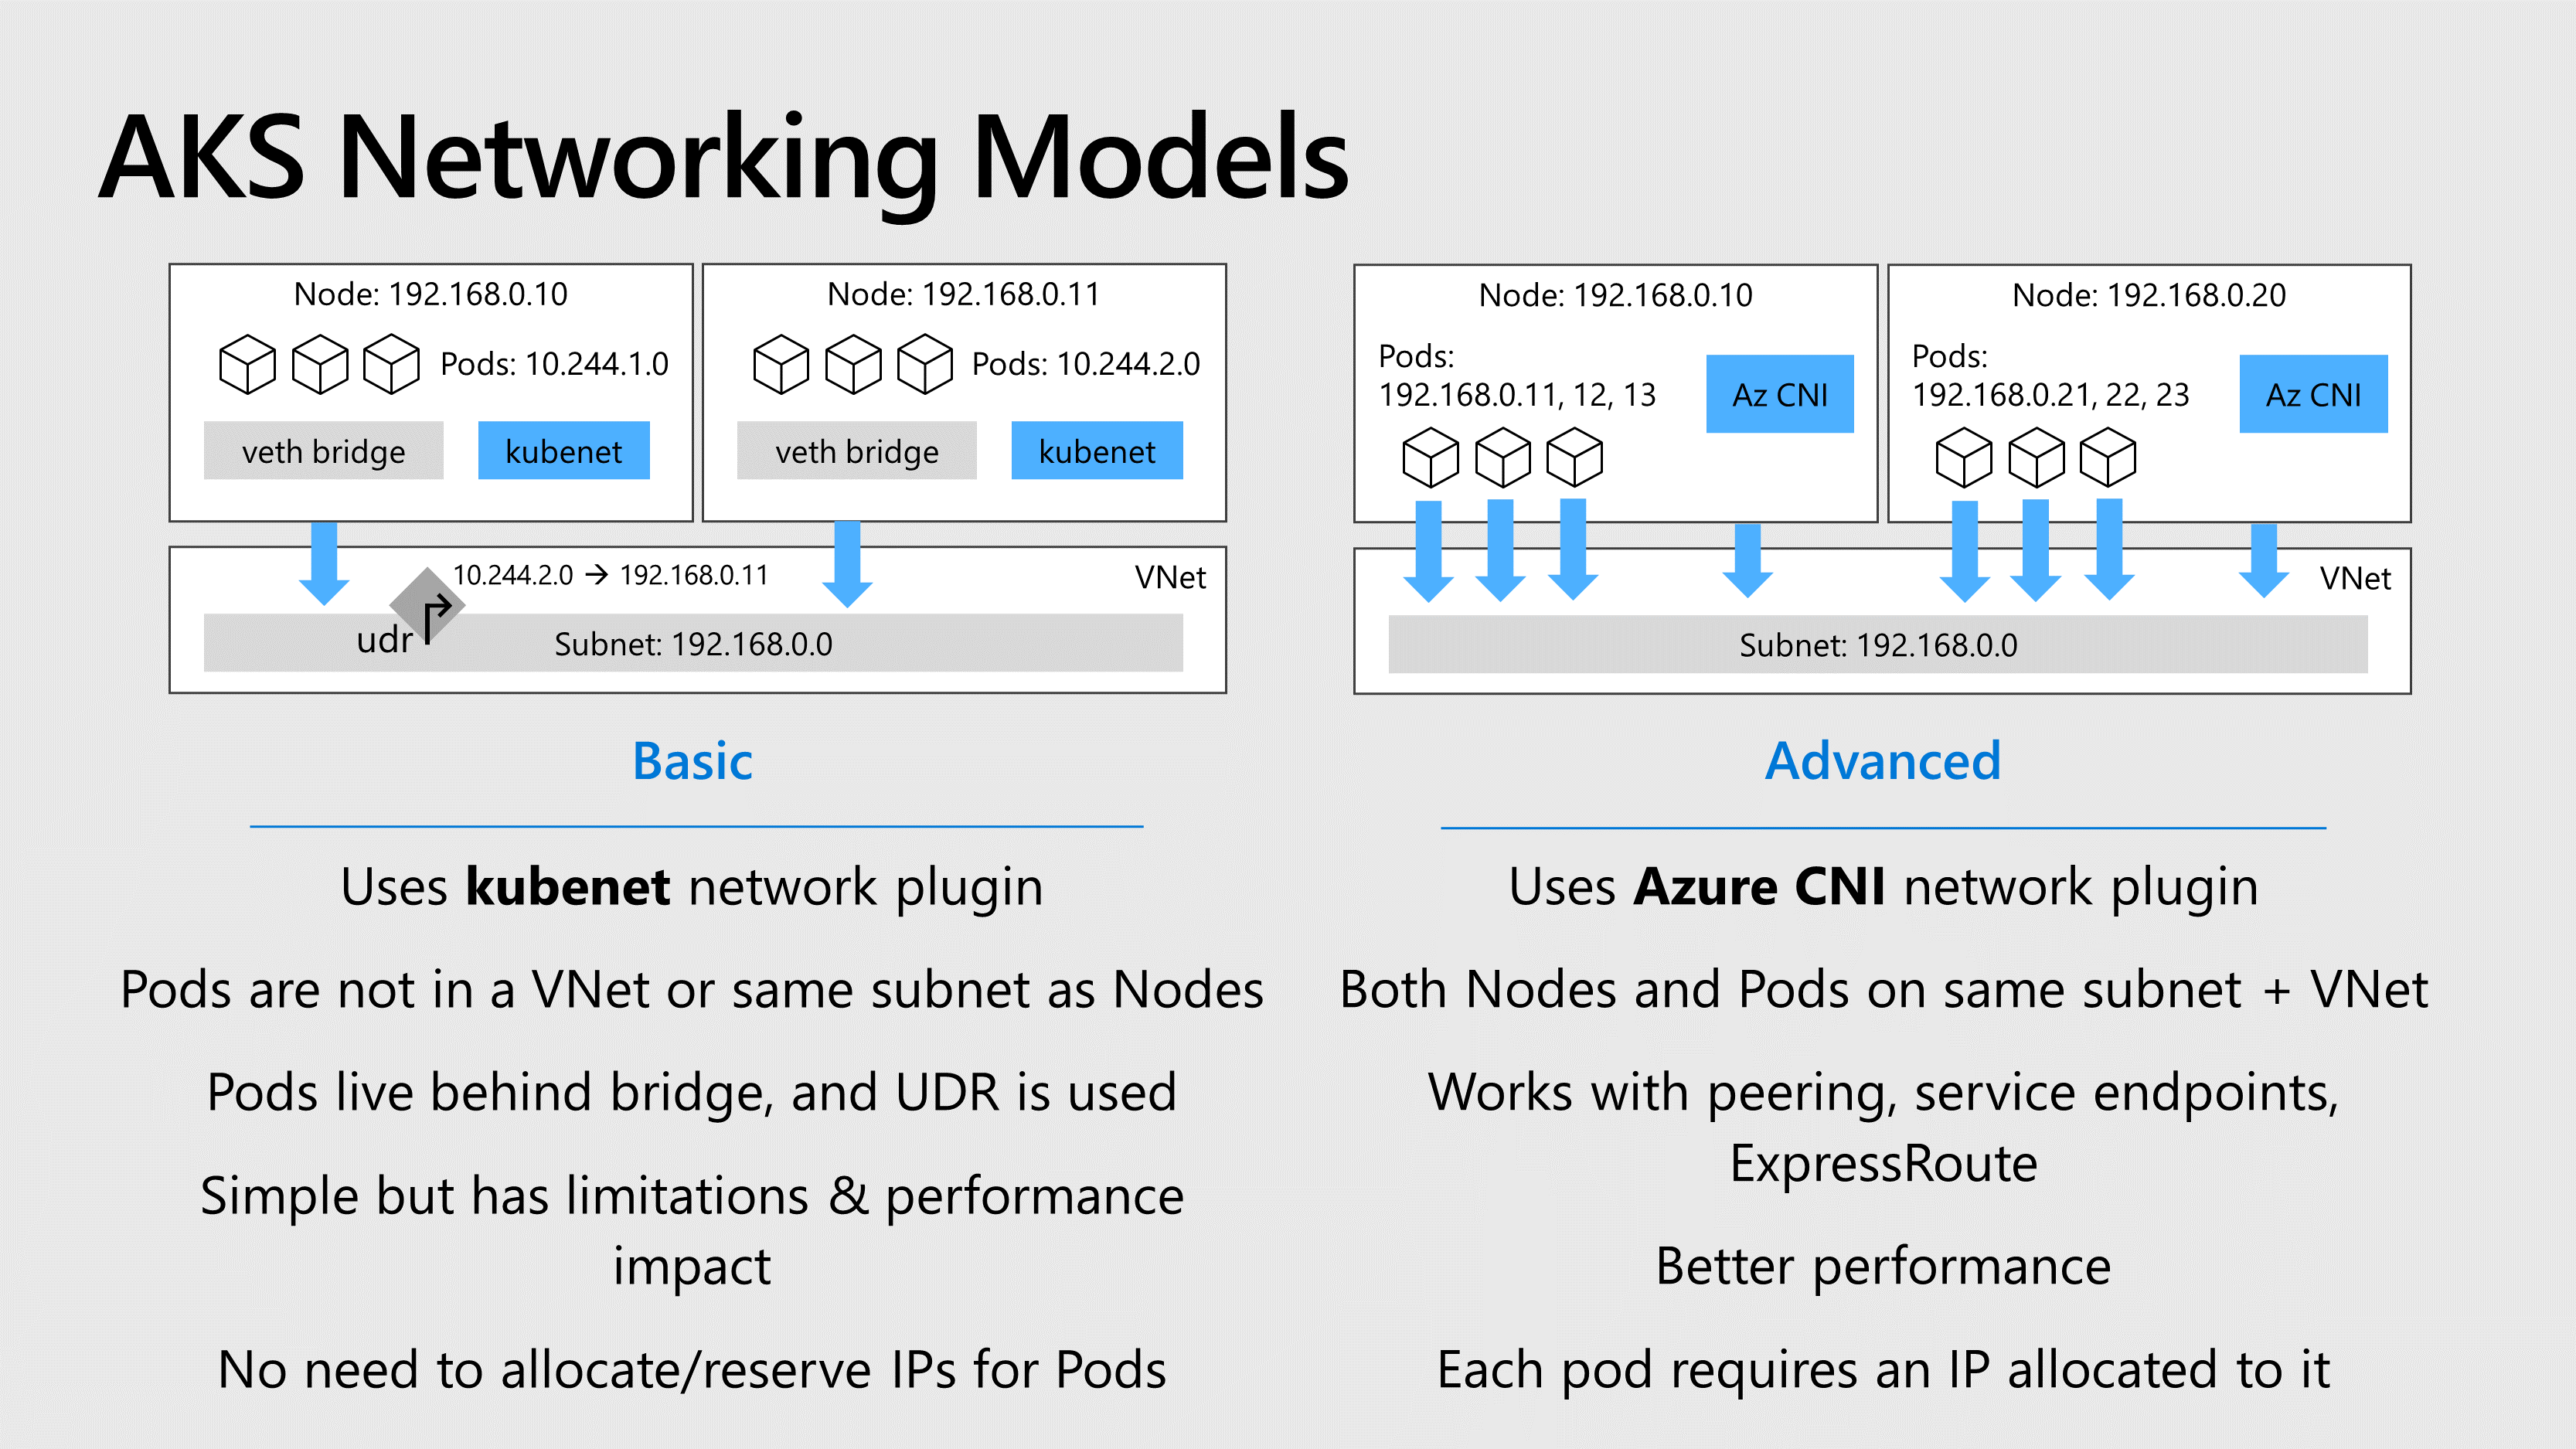 AKS Networking Models
Node: 192.168.0.10
Pods: 10.244.1.0
veth bridge
kubenet
Node: 192.168.0.11
Pods: 10.244.2.0
veth bridge
kubenet
10.244.2.0 → 192.168.0.11
VNet
udr
Subnet: 192.168.0.0
Node: 192.168.0.10
Pods:
192.168.0.11, 12, 13
Az CNI
Node: 192.168.0.20
Pods:
192.168.0.21, 22, 23
Az CNI
VNet
Subnet: 192.168.0.0
Basic
Uses kubenet network plugin
Pods are not in a VNet or same subnet as Nodes
Pods live behind bridge, and UDR is used
Simple but has limitations & performance
impact
No need to allocate/reserve IPs for Pods
Advanced
Uses Azure CNI network plugin
Both Nodes and Pods on same subnet + VNet
Works with peering, service endpoints,
ExpressRoute
Better performance
Each pod requires an IP allocated to it